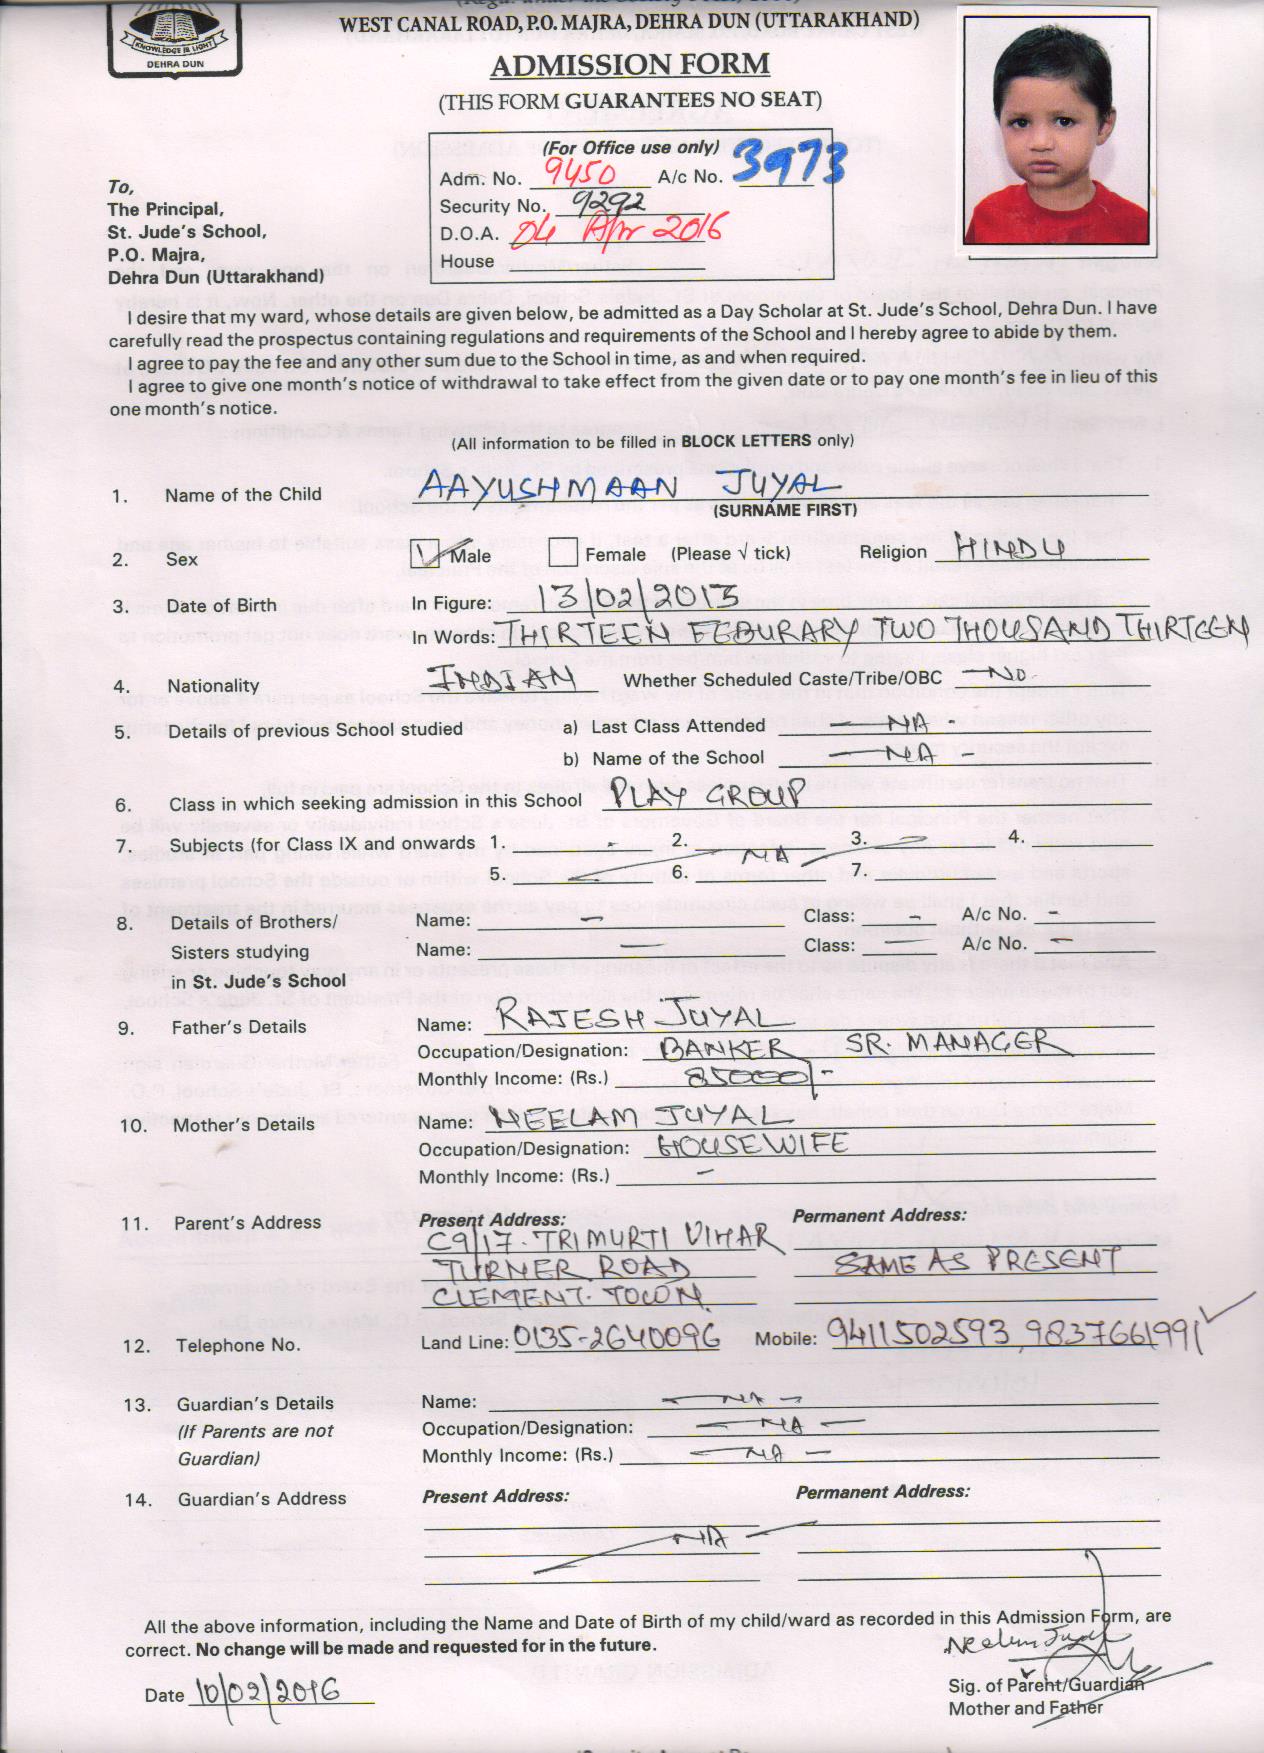 WEST CANAL ROAD, P.O. MAJRA, DEHRA DUN (UTTARAKHAND)
KNOWLEDGE IS LIGHT
DEHRA DUN
ADMISSION FORM
(THIS FORM GUARANTEES NO SEAT)
(For Office use only)
Adm. No. 9450 A/c No. 3973
Security No. 9292
D.O.A. 04 Apr 2016
House
To,
The Principal,
St. Jude's School,
P.O. Majra,
Dehra Dun (Uttarakhand)
I desire that my ward, whose details are given below, be admitted as a Day Scholar at St. Jude's School, Dehra Dun. I have
carefully read the prospectus containing regulations and requirements of the School and I hereby agree to abide by them.
I agree to pay the fee and any other sum due to the School in time, as and when required.
I agree to give one month's notice of withdrawal to take effect from the given date or to pay one month's fee in lieu of this
one month's notice.
(All information to be filled in BLOCK LETTERS only)
1. Name of the Child AAYUSHMAAN JUYAL
(SURNAME FIRST)
2. Sex Male Female (Please √ tick) Religion HINDU
3. Date of Birth In Figure: 13/02/2013
In Words: THIRTEEN FEBURARY TWO THOUSAND THIRTEEN
4. Nationality INDIAN Whether Scheduled Caste/Tribe/OBC - NO.
5. Details of previous School studied a) Last Class Attended - NA -
b) Name of the School - NA -
6. Class in which seeking admission in this School PLAY GROUP
7. Subjects (for Class IX and onwards 1. - 2. 3. 4.
5. 6. NA 7.
8. Details of Brothers/ Name: - Class: - A/c No. -
Sisters studying Name: - Class: - A/c No. -
in St. Jude's School
9. Father's Details Name: RAJESH JUYAL
Occupation/Designation: BANKER SR. MANAGER
Monthly Income: (Rs.) 85000/-
10. Mother's Details Name: NEELAM JUYAL
Occupation/Designation: HOUSEWIFE
Monthly Income: (Rs.) -
11. Parent's Address Present Address: Permanent Address:
C9/17. TRIMURTI VIHAR
TURNER ROAD SAME AS PRESENT
CLEMENT. TOWN.
12. Telephone No. Land Line: 0135-2640096 Mobile: 9411502593, 9837661991
13. Guardian's Details Name: - NA -
(If Parents are not Occupation/Designation: - NA -
Guardian) Monthly Income: (Rs.) - NA -
14. Guardian's Address Present Address: Permanent Address:
NA -
All the above information, including the Name and Date of Birth of my child/ward as recorded in this Admission Form, are
correct. No change will be made and requested for in the future.
Neelam Juyal
Date 10/02/2016
Sig. of Parent/Guardian
Mother and Father